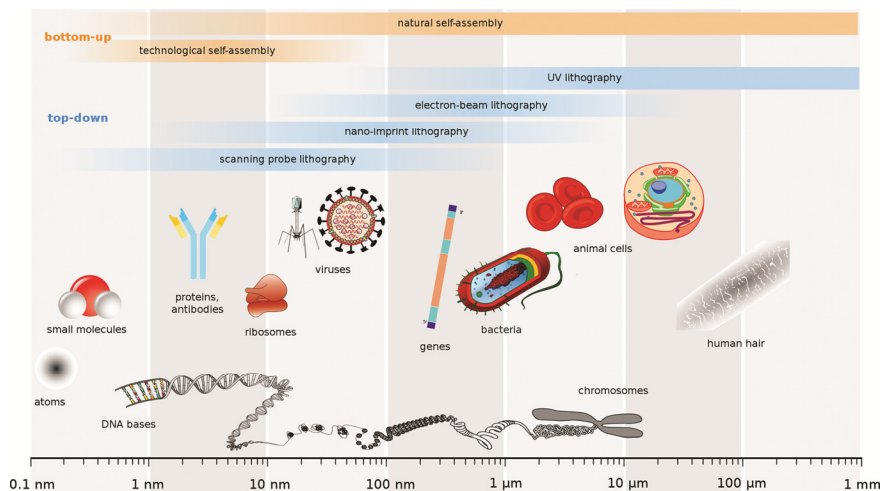 natural self-assembly
bottom-up
technological self-assembly
UV lithography
electron-beam lithography
top-down
nano-imprint lithography
scanning probe lithography
small molecules
proteins,
antibodies
ribosomes
viruses
genes
bacteria
animal cells
human hair
atoms
DNA bases
chromosomes
0.1 nm
1 nm
10 nm
100 nm
1 µm
10 µm
100 µm
1 mm